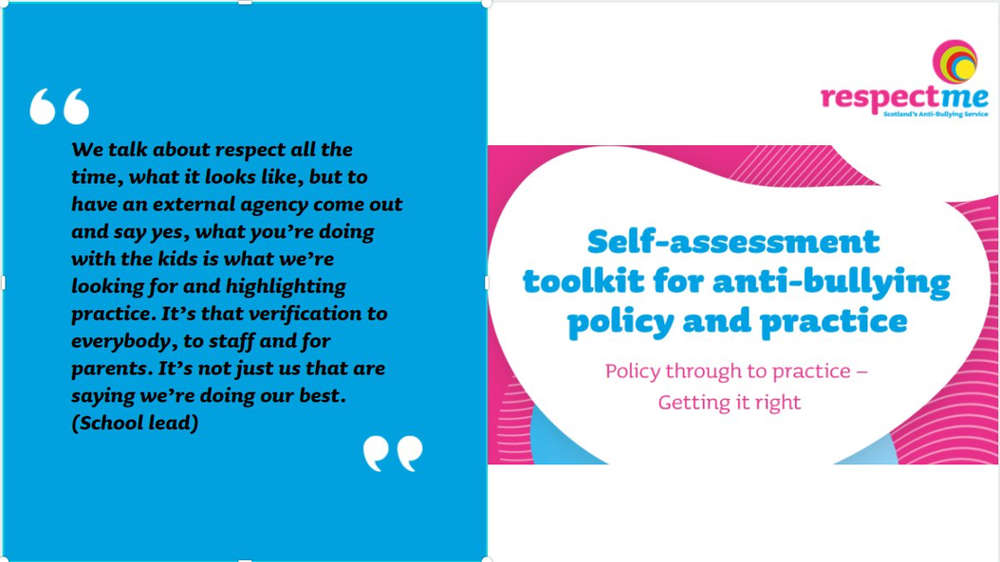 We talk about respect all the
time, what it looks like, but to
have an external agency come out
and say yes, what you’re doing
with the kids is what we’re
looking for and highlighting
practice. It’s that verification to
everybody, to staff and for
parents. It’s not just us that are
saying we’re doing our best.
(School lead)
respectme
Scotland's Anti-Bullying Service
Self-assessment
toolkit for anti-bullying
policy and practice
Policy through to practice –
Getting it right